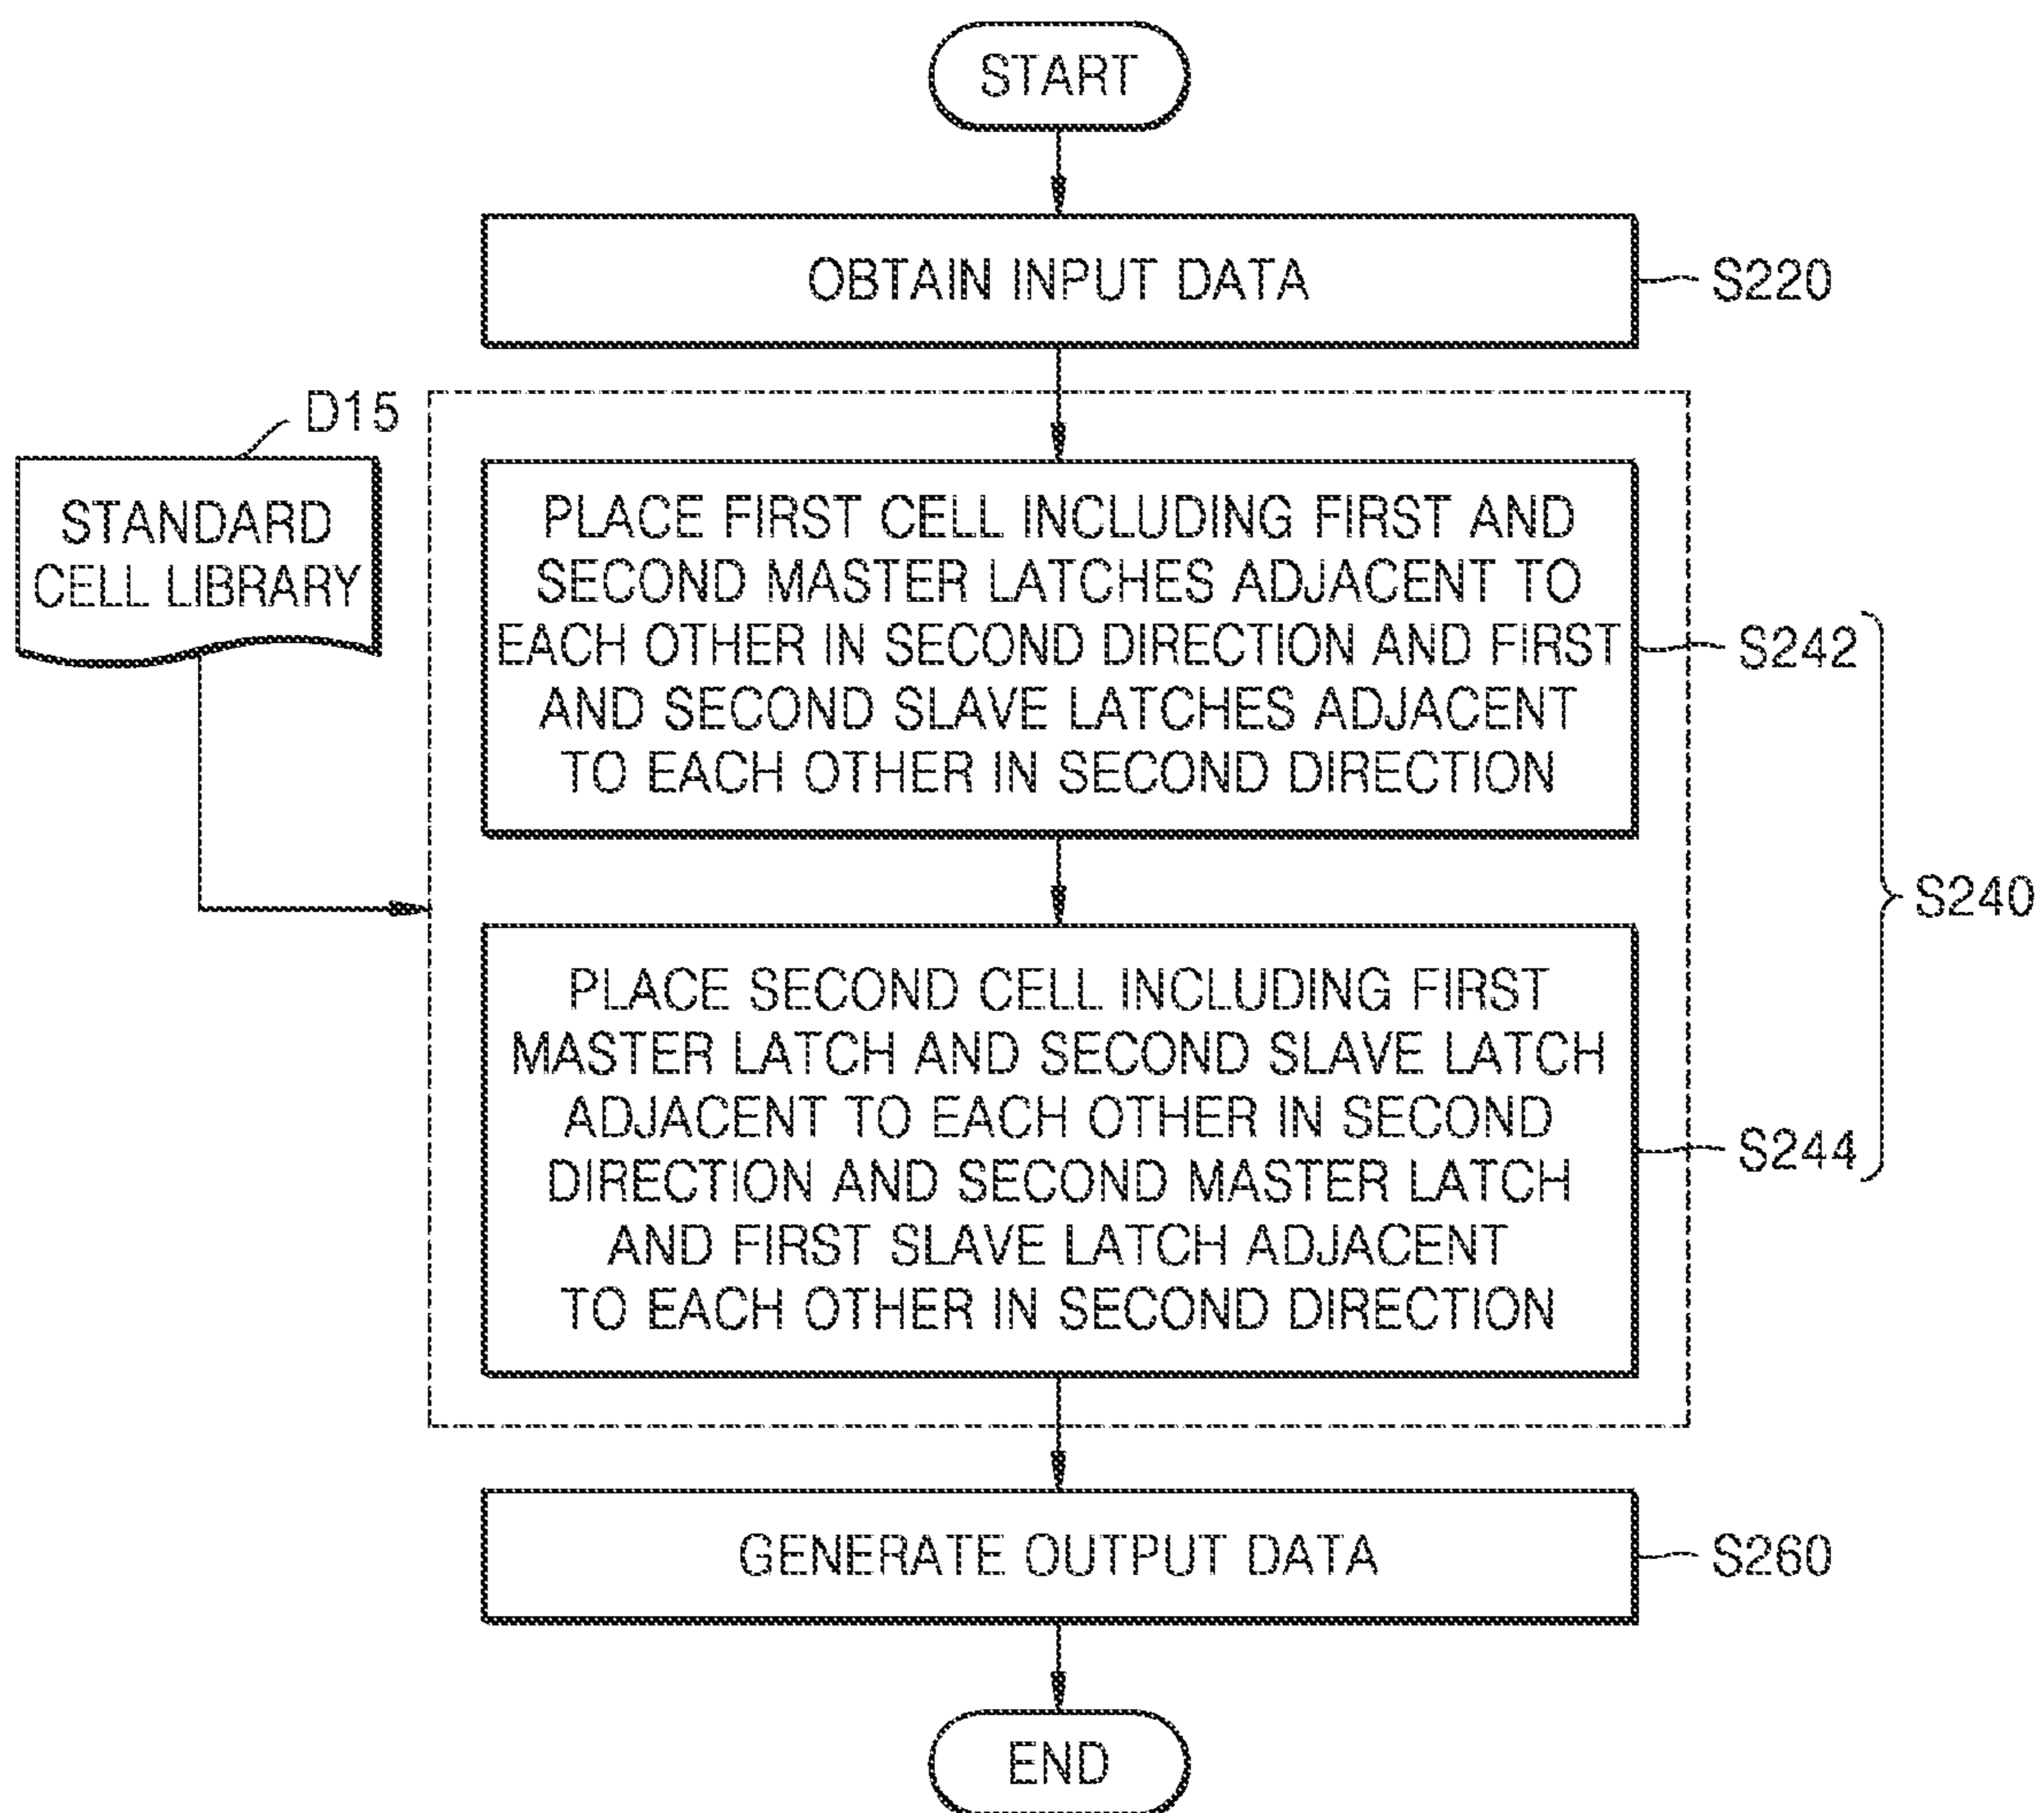 START
OBTAIN INPUT DATA
S220
D15
STANDARD
CELL LIBRARY
PLACE FIRST CELL INCLUDING FIRST AND
SECOND MASTER LATCHES ADJACENT TO
EACH OTHER IN SECOND DIRECTION AND FIRST
AND SECOND SLAVE LATCHES ADJACENT
TO EACH OTHER IN SECOND DIRECTION
S242
S240
PLACE SECOND CELL INCLUDING FIRST
MASTER LATCH AND SECOND SLAVE LATCH
ADJACENT TO EACH OTHER IN SECOND
DIRECTION AND SECOND MASTER LATCH
AND FIRST SLAVE LATCH ADJACENT
TO EACH OTHER IN SECOND DIRECTION
S244
GENERATE OUTPUT DATA
S260
END